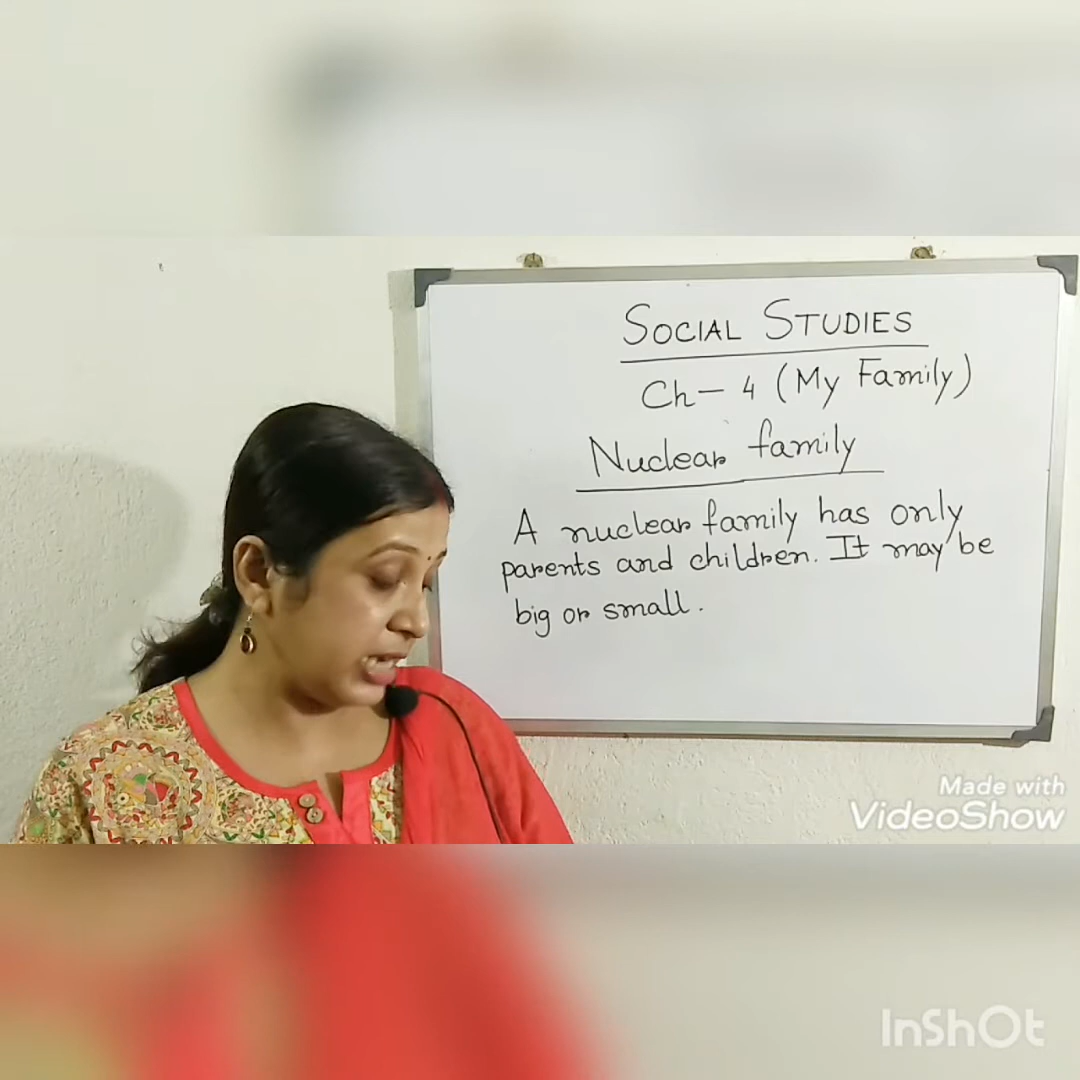 SOCIAL STUDIES
Ch- 4 (My Family)
Nuclear family
A nuclear family has only
parents and children. It may be
big or small.
Made with
VideoShow
InShOt